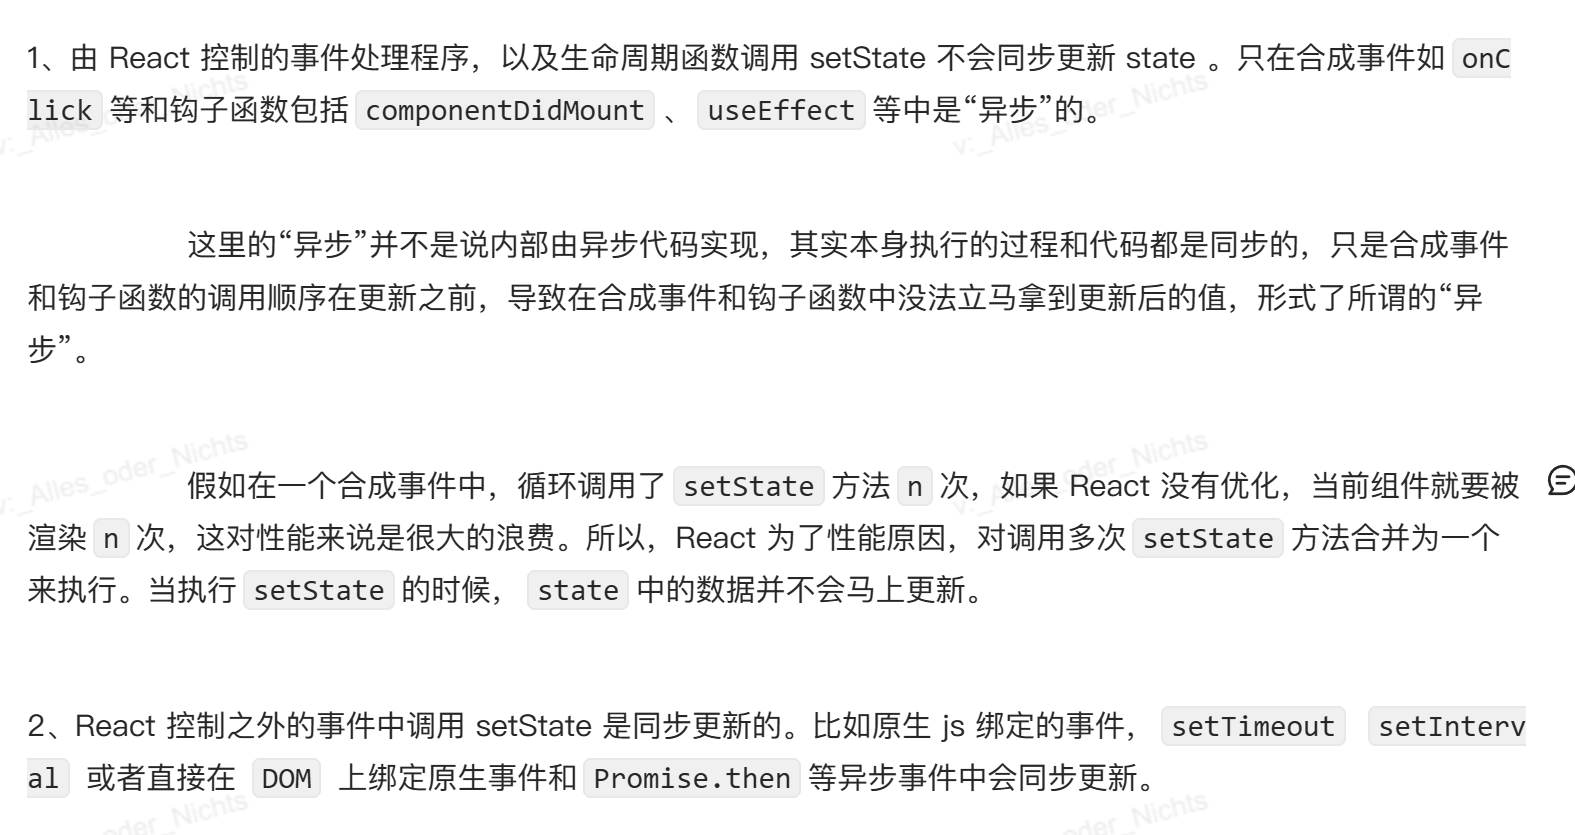 1、由 React 控制的事件处理程序，以及生命周期函数调用 setState 不会同步更新 state 。只在合成事件如 onC
lick 等和钩子函数包括 componentDidMount 、 useEffect 等中是“异步”的。
这里的“异步”并不是说内部由异步代码实现，其实本身执行的过程和代码都是同步的，只是合成事件
和钩子函数的调用顺序在更新之前，导致在合成事件和钩子函数中没法立马拿到更新后的值，形式了所谓的“异
步”。
假如在一个合成事件中，循环调用了 setState 方法 n 次，如果 React 没有优化，当前组件就要被
渲染 n 次，这对性能来说是很大的浪费。所以，React 为了性能原因，对调用多次 setState 方法合并为一个
来执行。当执行 setState 的时候， state 中的数据并不会马上更新。
2、React 控制之外的事件中调用 setState 是同步更新的。比如原生 js 绑定的事件， setTimeout setInterv
al 或者直接在 DOM 上绑定原生事件和 Promise.then 等异步事件中会同步更新。
v:_Alles_oder_Nichts
v:_Alles_oder_Nichts
v:_Alles_oder_Nichts
v:_Alles_oder_Nichts
oder_Nichts
oder_Nichts